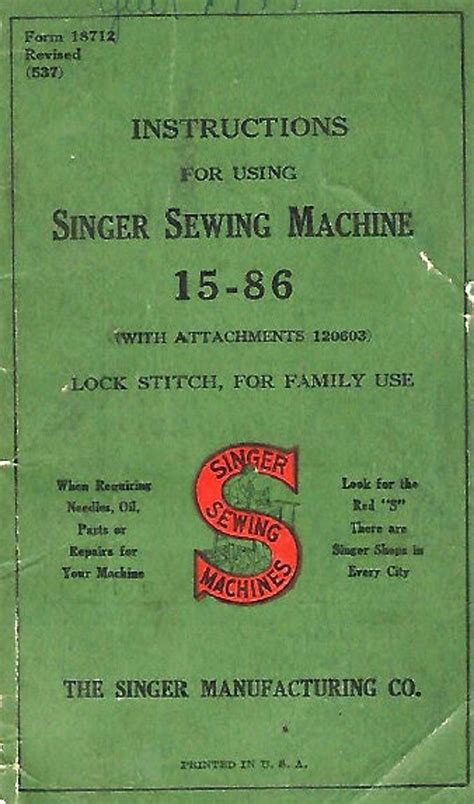 Form 18712
Revised
(537)
INSTRUCTIONS
FOR USING
SINGER SEWING MACHINE
15-86
(WITH ATTACHMENTS 120603)
LOCK STITCH, FOR FAMILY USE
When Requiring
Needles, Oil,
Parts or
Repairs for
Your Machine
SINGER
SEWING
MACHINES
Look for the
Red "S"
There are
Singer Shops in
Every City
THE SINGER MANUFACTURING CO.
PRINTED IN U. S. A.